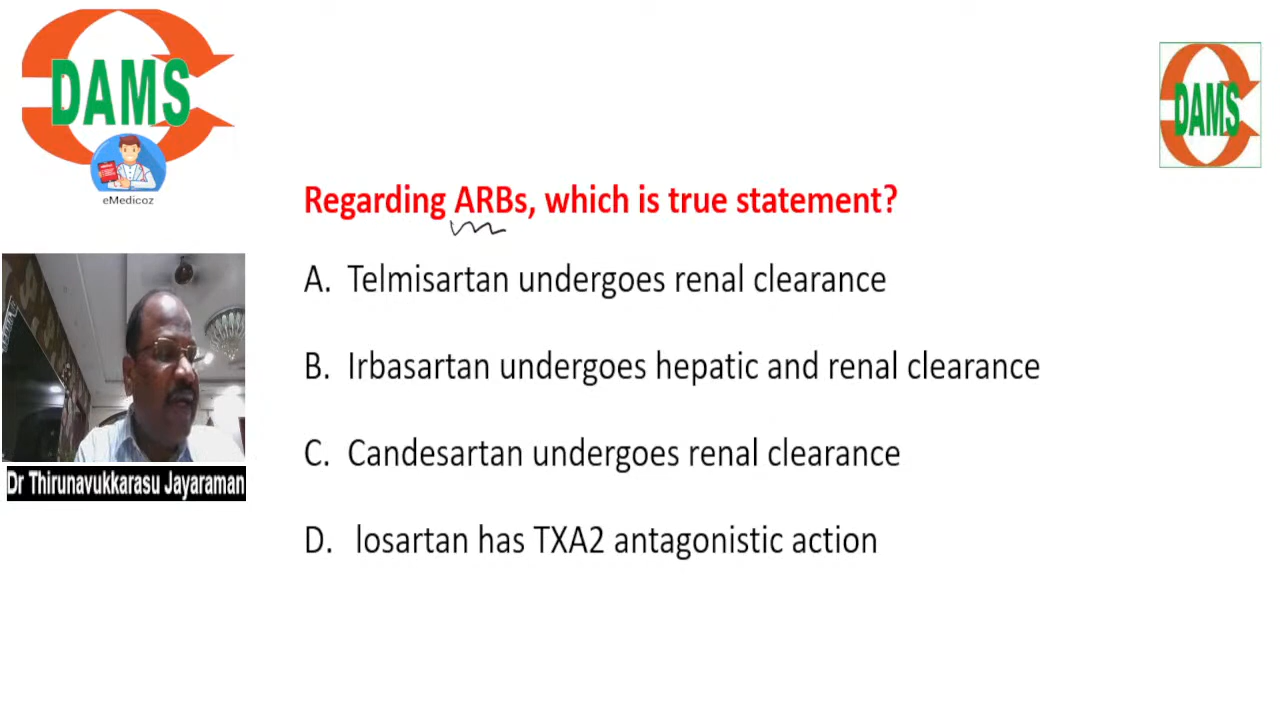 DAMS
eMedicoz
DAMS
Regarding ARBs, which is true statement?
A. Telmisartan undergoes renal clearance
B. Irbasartan undergoes hepatic and renal clearance
C. Candesartan undergoes renal clearance
D. losartan has TXA2 antagonistic action
Dr Thirunavukkarasu Jayaraman